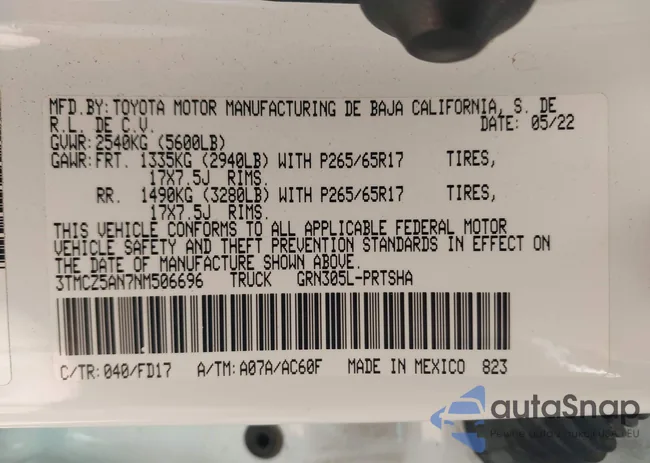 MFD.BY:TOYOTA MOTOR MANUFACTURING DE BAJA CALIFORNIA, S. DE
R.L. DE C.V. DATE: 05/22
GVWR:2540KG (5600LB)
GAWR:FRT. 1335KG (2940LB) WITH P265/65R17 TIRES,
17X7.5J RIMS.
RR. 1490KG (3280LB) WITH P265/65R17 TIRES,
17X7.5J RIMS.
THIS VEHICLE CONFORMS TO ALL APPLICABLE FEDERAL MOTOR
VEHICLE SAFETY AND THEFT PREVENTION STANDARDS IN EFFECT ON
THE DATE OF MANUFACTURE SHOWN ABOVE.
3TMCZ5AN7NM506696 TRUCK GRN305L-PRTSHA
C/TR:040/FD17 A/TM:A07A/AC60F MADE IN MEXICO 823
autoSnap